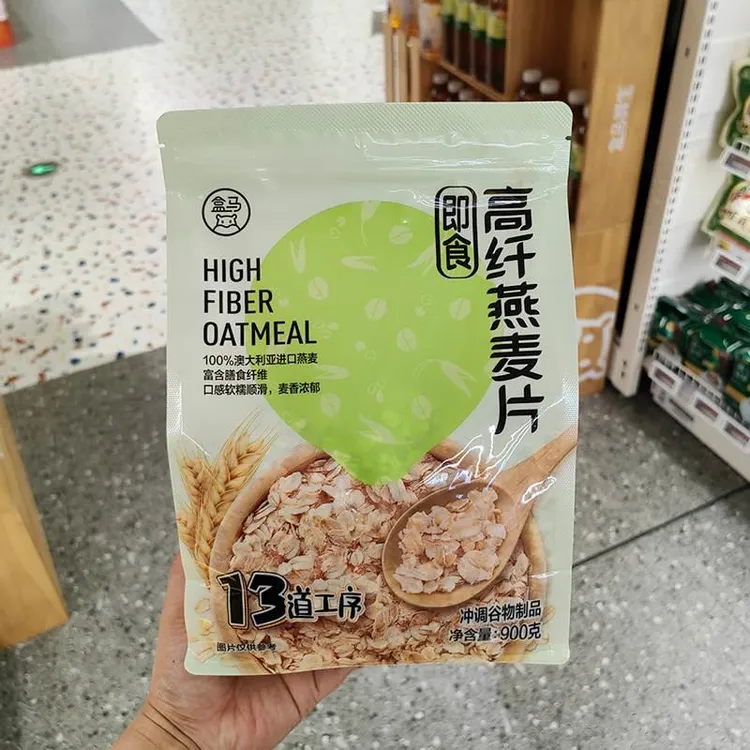 盒马
HIGH
FIBER
OATMEAL
100%澳大利亚进口燕麦
富含膳食纤维
口感软糯顺滑，麦香浓郁
即食
高纤燕麦片
13道工序
图片仅供参考
冲调谷物制品
净含量：900克